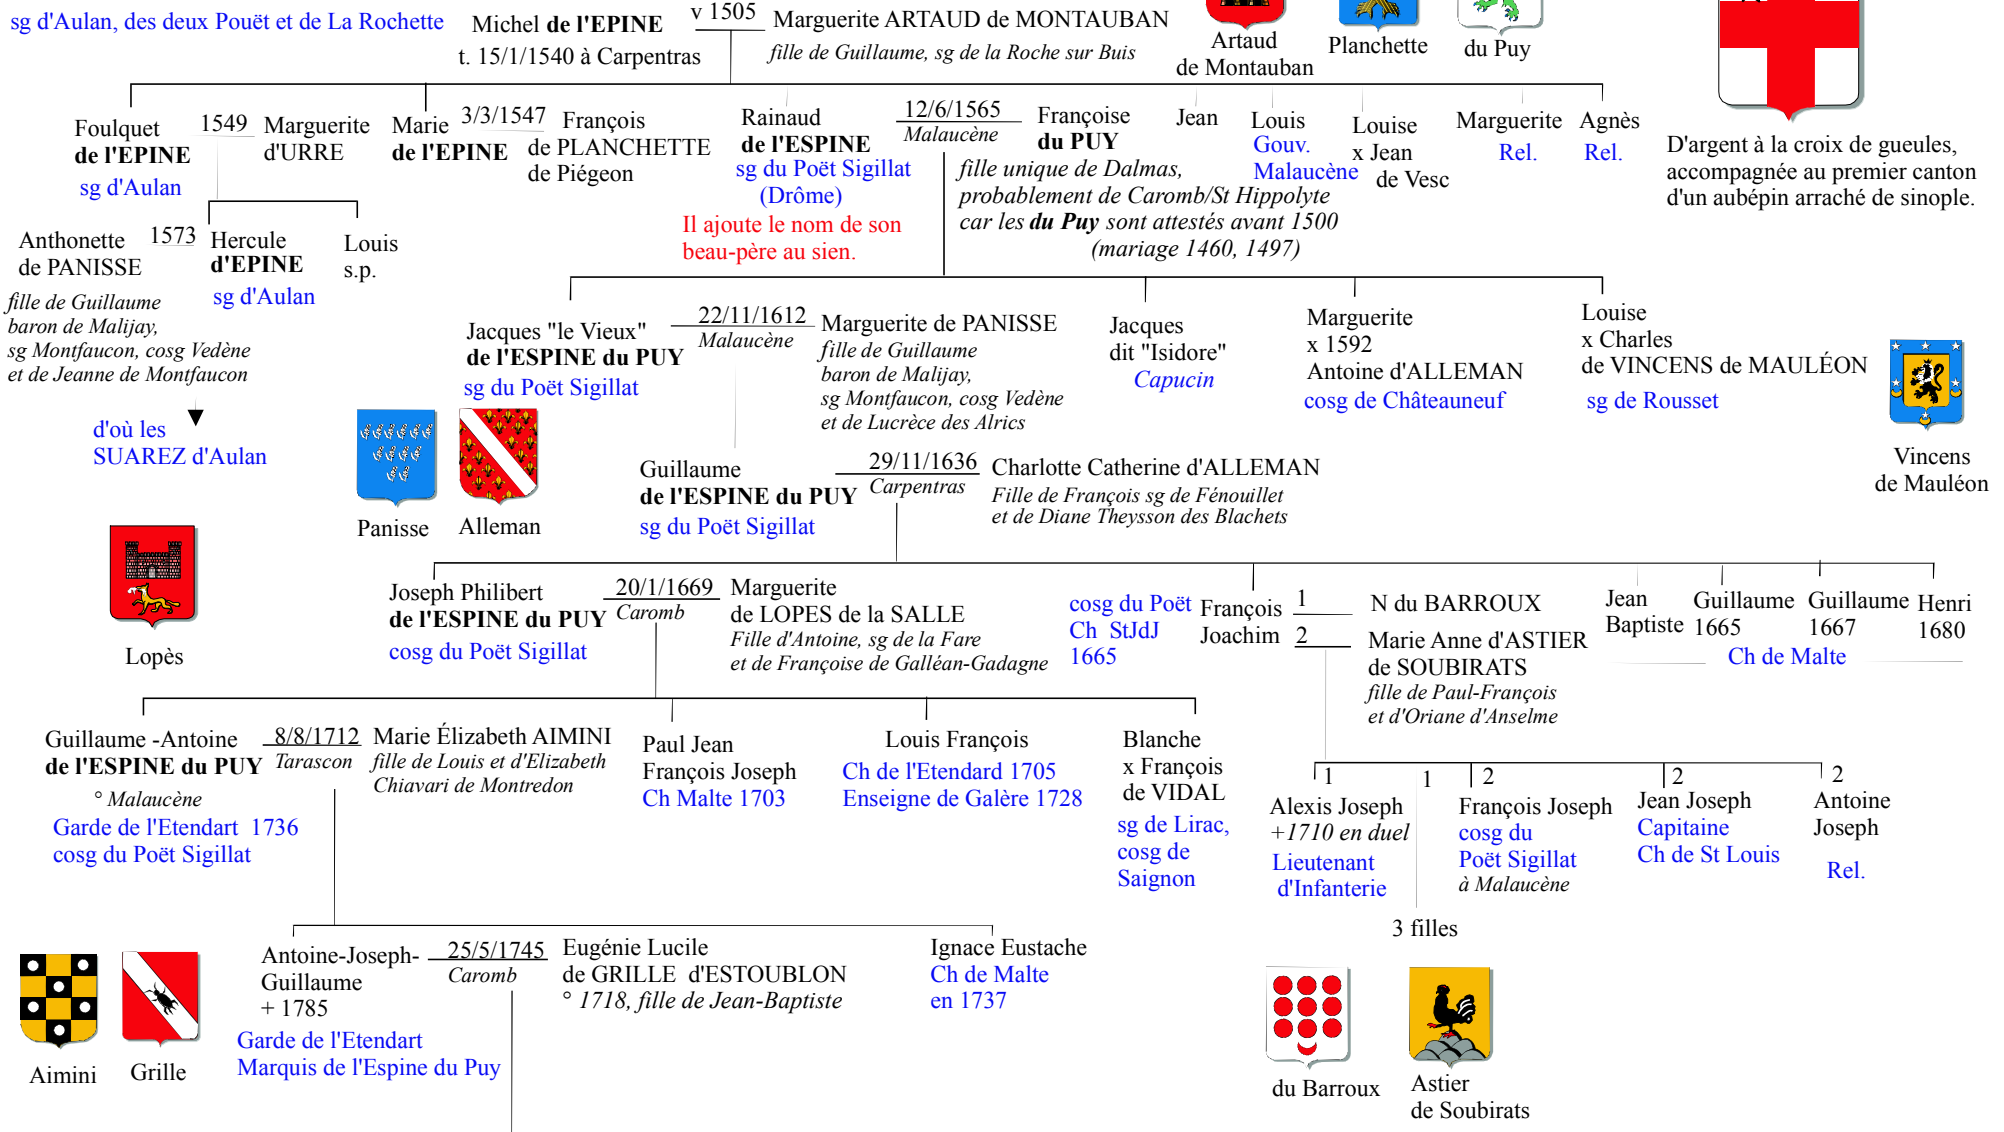 sg d'Aulan, des deux Pouët et de La Rochette
Michel de l'EPINE
t. 15/1/1540 à Carpentras
v 1505
Marguerite ARTAUD de MONTAUBAN
fille de Guillaume, sg de la Roche sur Buis
Artaud
de Montauban
Planchette
du Puy
Foulquet
de l'EPINE
sg d'Aulan
1549
Marguerite
d'URRE
Marie
de l'EPINE
3/3/1547
François
de PLANCHETTE
de Piégeon
Rainaud
de l'ESPINE
sg du Poët Sigillat
(Drôme)
Il ajoute le nom de son
beau-père au sien.
12/6/1565
Malaucène
Françoise
du PUY
fille unique de Dalmas,
probablement de Caromb/St Hippolyte
car les du Puy sont attestés avant 1500
(mariage 1460, 1497)
Jean
Louis
Gouv.
Malaucène
Louise
x Jean
de Vesc
Marguerite
Rel.
Agnès
Rel.
D'argent à la croix de gueules,
accompagnée au premier canton
d'un aubépin arraché de sinople.
Anthonette
de PANISSE
fille de Guillaume
baron de Malijay,
sg Montfaucon, cosg Vedène
et de Jeanne de Montfaucon
1573
Hercule
d'EPINE
sg d'Aulan
Louis
s.p.
d'où les
SUAREZ d'Aulan
Jacques "le Vieux"
de l'ESPINE du PUY
sg du Poët Sigillat
22/11/1612
Malaucène
Marguerite de PANISSE
fille de Guillaume
baron de Malijay,
sg Montfaucon, cosg Vedène
et de Lucrèce des Alrics
Jacques
dit "Isidore"
Capucin
Marguerite
x 1592
Antoine d'ALLEMAN
cosg de Châteauneuf
Louise
x Charles
de VINCENS de MAULÉON
sg de Rousset
Vincens
de Mauléon
Panisse
Alleman
Guillaume
de l'ESPINE du PUY
sg du Poët Sigillat
29/11/1636
Carpentras
Charlotte Catherine d'ALLEMAN
Fille de François sg de Fénouillet
et de Diane Theysson des Blachets
Lopès
Joseph Philibert
de l'ESPINE du PUY
cosg du Poët Sigillat
20/1/1669
Caromb
Marguerite
de LOPES de la SALLE
Fille d'Antoine, sg de la Fare
et de Françoise de Galléan-Gadagne
cosg du Poët
Ch StJdJ
1665
François
Joachim
1
2
N du BARROUX
Marie Anne d'ASTIER
de SOUBIRATS
fille de Paul-François
et d'Oriane d'Anselme
Jean
Baptiste
Guillaume
1665
Guillaume
1667
Henri
1680
Ch de Malte
Guillaume -Antoine
de l'ESPINE du PUY
° Malaucène
Garde de l'Etendart 1736
cosg du Poët Sigillat
8/8/1712
Tarascon
Marie Élizabeth AIMINI
fille de Louis et d'Elizabeth
Chiavari de Montredon
Paul Jean
François Joseph
Ch Malte 1703
Louis François
Ch de l'Etendard 1705
Enseigne de Galère 1728
Blanche
x François
de VIDAL
sg de Lirac,
cosg de
Saignon
1
Alexis Joseph
+1710 en duel
Lieutenant
d'Infanterie
1
3 filles
2
François Joseph
cosg du
Poët Sigillat
à Malaucène
2
Jean Joseph
Capitaine
Ch de St Louis
2
Antoine
Joseph
Rel.
Aimini
Grille
Antoine-Joseph-
Guillaume
+ 1785
Garde de l'Etendart
Marquis de l'Espine du Puy
25/5/1745
Caromb
Eugénie Lucile
de GRILLE d'ESTOUBLON
° 1718, fille de Jean-Baptiste
Ignace Eustache
Ch de Malte
en 1737
du Barroux
Astier
de Soubirats